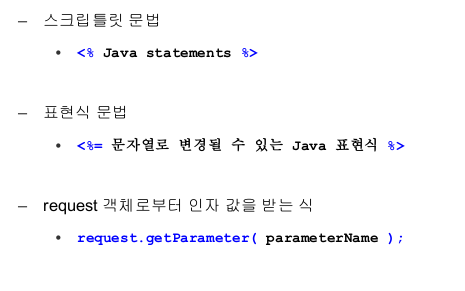 – 스크립틀릿 문법
• <% Java statements %>
– 표현식 문법
• <%= 문자열로 변경될 수 있는 Java 표현식 %>
– request 객체로부터 인자 값을 받는 식
• request.getParameter( parameterName );